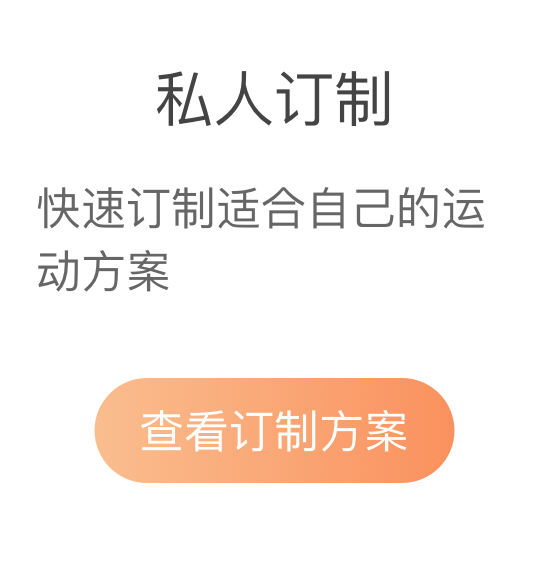 私人订制
快速订制适合自己的运
动方案
查看订制方案